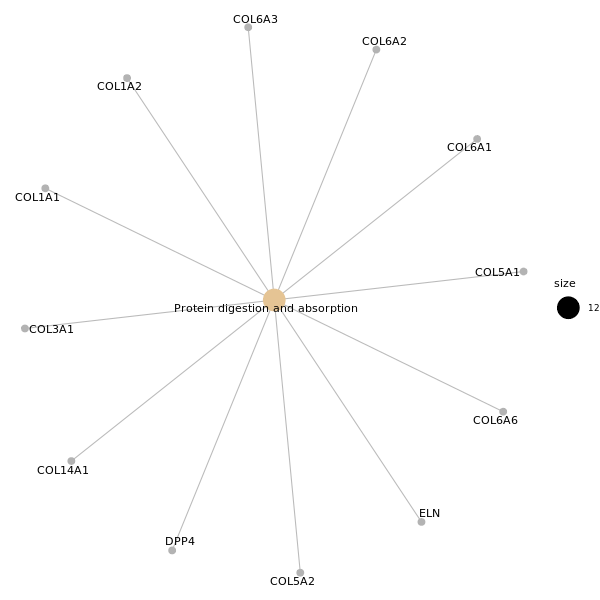 COL6A3
COL6A2
COL1A2
COL6A1
COL1A1
COL5A1
size
12
Protein digestion and absorption
COL3A1
COL6A6
COL14A1
ELN
DPP4
COL5A2